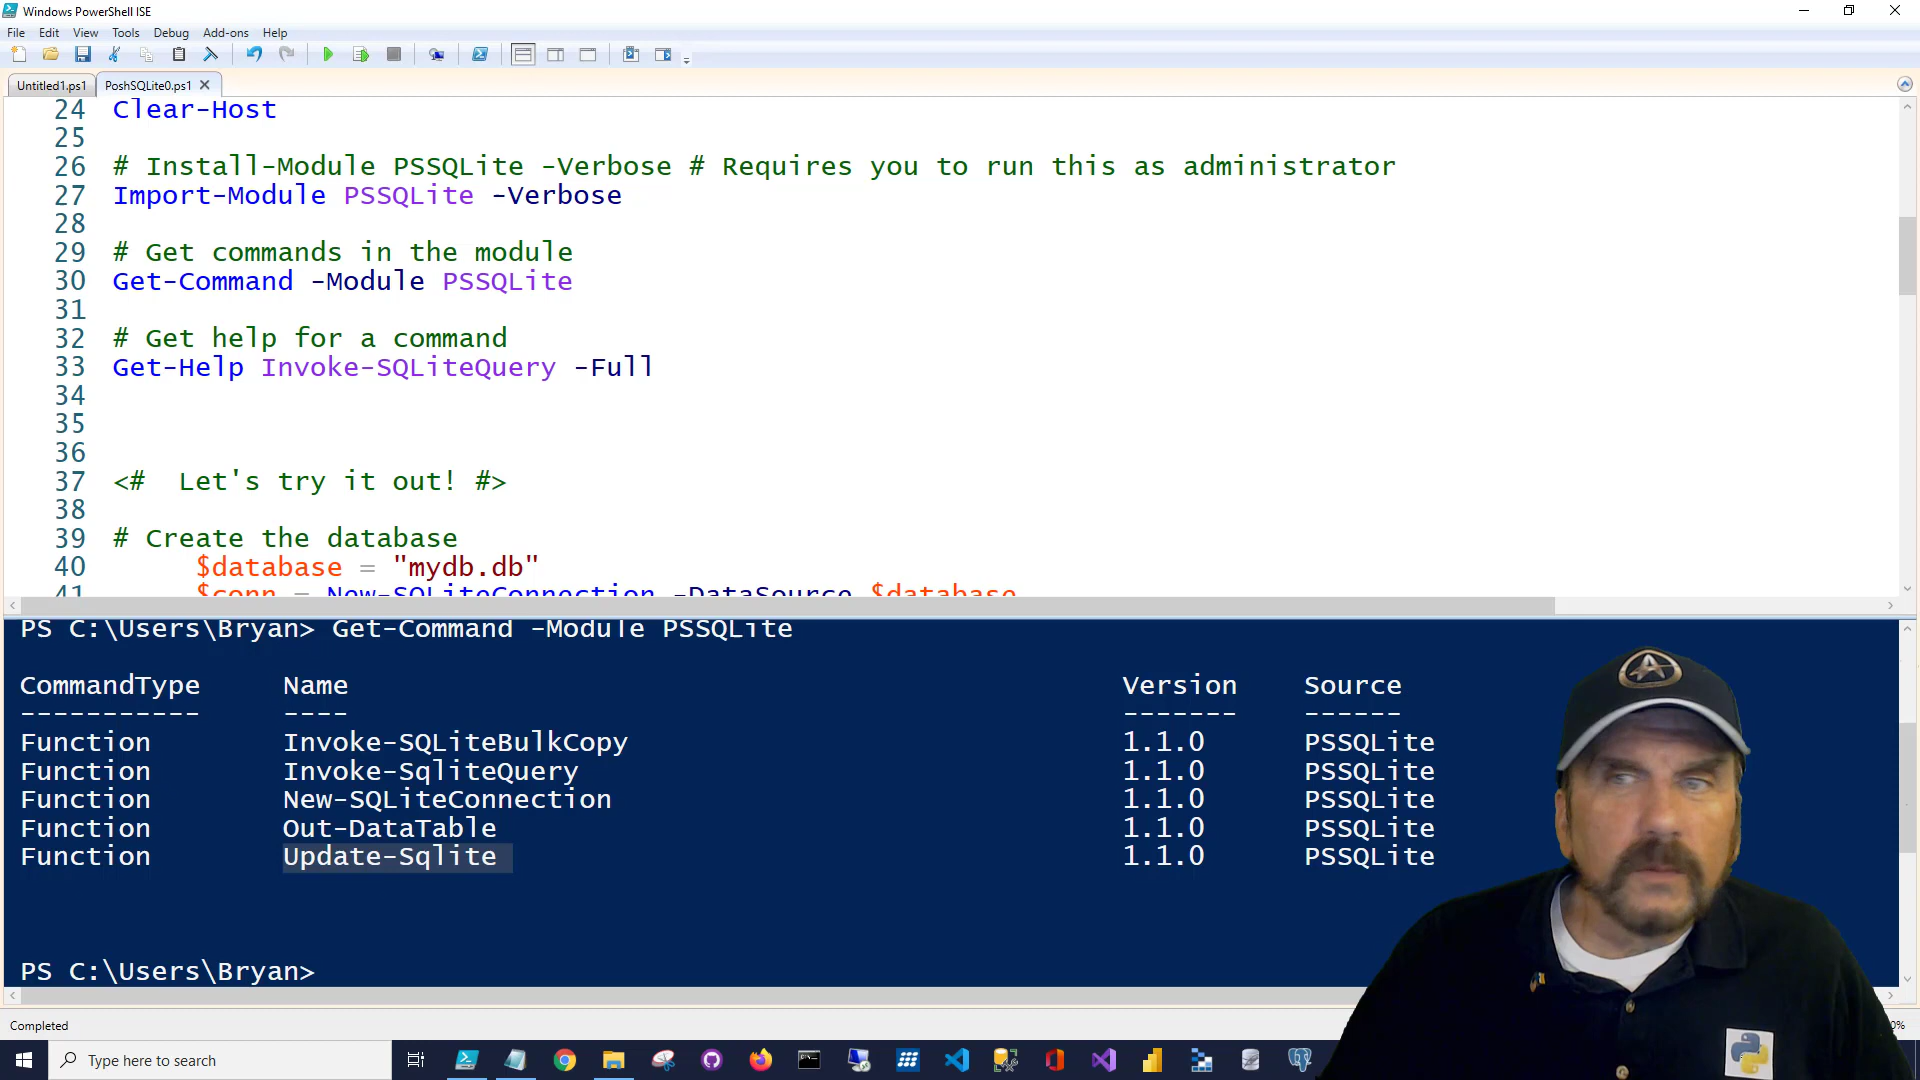 Windows PowerShell ISE
File Edit View Tools Debug Add-ons Help
Untitled1.ps1 PoshSQLite0.ps1
24 Clear-Host
25
26 # Install-Module PSSQLite -Verbose # Requires you to run this as administrator
27 Import-Module PSSQLite -Verbose
28
29 # Get commands in the module
30 Get-Command -Module PSSQLite
31
32 # Get help for a command
33 Get-Help Invoke-SQLiteQuery -Full
34
35
36
37 <# Let's try it out! #>
38
39 # Create the database
40 $database = "mydb.db"
41 $conn = New-SQLiteConnection -DataSource $database
PS C:\Users\Bryan> Get-Command -Module PSSQLite
CommandType Name Version Source
----------- ---- ------- ------
Function Invoke-SQLiteBulkCopy 1.1.0 PSSQLite
Function Invoke-SqliteQuery 1.1.0 PSSQLite
Function New-SQLiteConnection 1.1.0 PSSQLite
Function Out-DataTable 1.1.0 PSSQLite
Function Update-Sqlite 1.1.0 PSSQLite
PS C:\Users\Bryan>
Completed
Type here to search